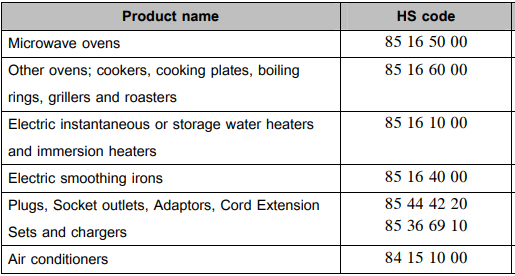 Product name HS code
Microwave ovens 85 16 50 00
Other ovens; cookers, cooking plates, boiling 85 16 60 00
rings, grillers and roasters
Electric instantaneous or storage water heaters 85 16 10 00
and immersion heaters
Electric smoothing irons 85 16 40 00
Plugs, Socket outlets, Adaptors, Cord Extension 85 44 42 20
Sets and chargers 85 36 69 10
Air conditioners 84 15 10 00